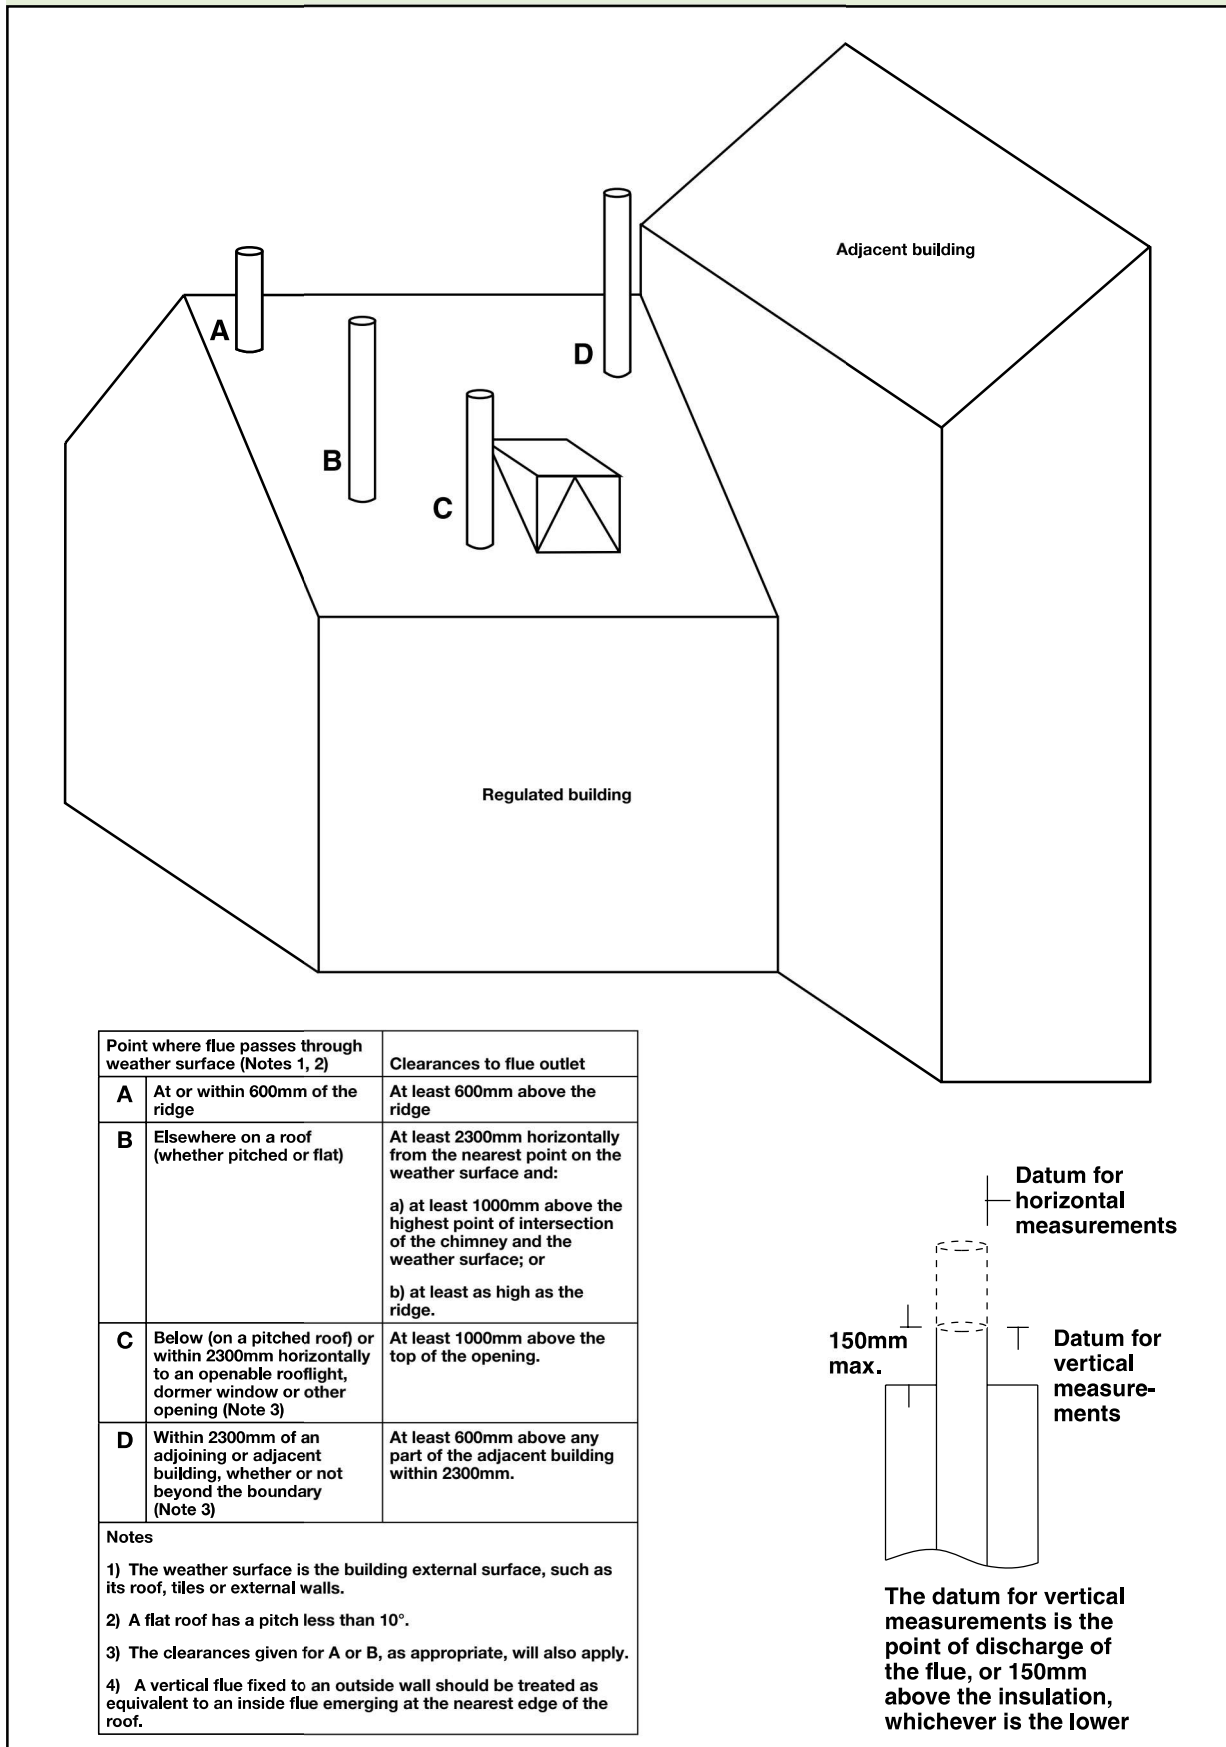 Adjacent building
A
D
B
C
Regulated building
Point where flue passes through
weather surface (Notes 1, 2)
Clearances to flue outlet
A
At or within 600mm of the
ridge
At least 600mm above the
ridge
B
Elsewhere on a roof
(whether pitched or flat)
At least 2300mm horizontally
from the nearest point on the
weather surface and:
a) at least 1000mm above the
highest point of intersection
of the chimney and the
weather surface; or
b) at least as high as the
ridge.
C
Below (on a pitched roof) or
within 2300mm horizontally
to an openable rooflight,
dormer window or other
opening (Note 3)
At least 1000mm above the
top of the opening.
D
Within 2300mm of an
adjoining or adjacent
building, whether or not
beyond the boundary
(Note 3)
At least 600mm above any
part of the adjacent building
within 2300mm.
Notes
1) The weather surface is the building external surface, such as
its roof, tiles or external walls.
2) A flat roof has a pitch less than 10°.
3) The clearances given for A or B, as appropriate, will also apply.
4) A vertical flue fixed to an outside wall should be treated as
equivalent to an inside flue emerging at the nearest edge of the
roof.
Datum for
horizontal
measurements
150mm
max.
Datum for
vertical
measure-
ments
The datum for vertical
measurements is the
point of discharge of
the flue, or 150mm
above the insulation,
whichever is the lower